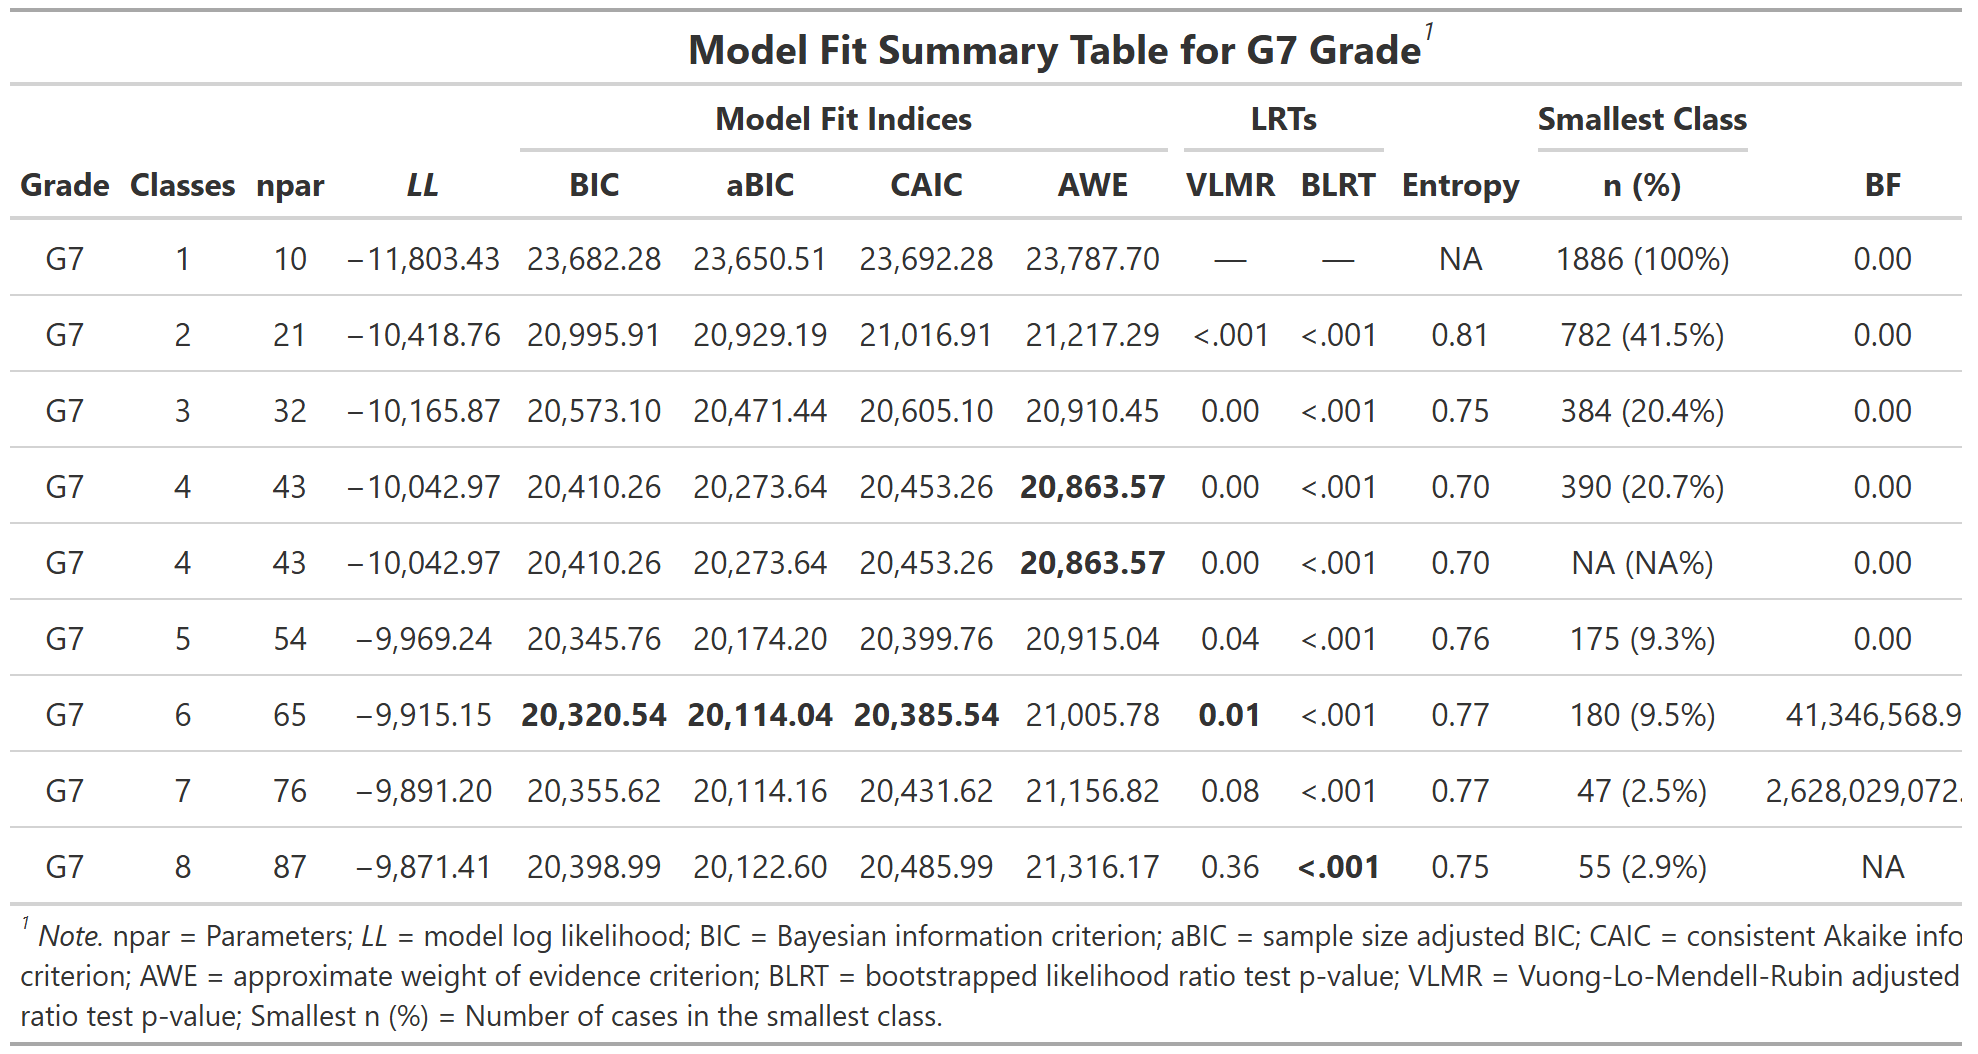 Model Fit Summary Table for G7 Grade1
Model Fit Indices LRTs Smallest Class
Grade Classes npar LL BIC aBIC CAIC AWE VLMR BLRT Entropy n (%) BF
G7 1 10 −11,803.43 23,682.28 23,650.51 23,692.28 23,787.70 — — NA 1886 (100%) 0.00
G7 2 21 −10,418.76 20,995.91 20,929.19 21,016.91 21,217.29 <.001 <.001 0.81 782 (41.5%) 0.00
G7 3 32 −10,165.87 20,573.10 20,471.44 20,605.10 20,910.45 0.00 <.001 0.75 384 (20.4%) 0.00
G7 4 43 −10,042.97 20,410.26 20,273.64 20,453.26 20,863.57 0.00 <.001 0.70 390 (20.7%) 0.00
G7 4 43 −10,042.97 20,410.26 20,273.64 20,453.26 20,863.57 0.00 <.001 0.70 NA (NA%) 0.00
G7 5 54 −9,969.24 20,345.76 20,174.20 20,399.76 20,915.04 0.04 <.001 0.76 175 (9.3%) 0.00
G7 6 65 −9,915.15 20,320.54 20,114.04 20,385.54 21,005.78 0.01 <.001 0.77 180 (9.5%) 41,346,568.9
G7 7 76 −9,891.20 20,355.62 20,114.16 20,431.62 21,156.82 0.08 <.001 0.77 47 (2.5%) 2,628,029,072.
G7 8 87 −9,871.41 20,398.99 20,122.60 20,485.99 21,316.17 0.36 <.001 0.75 55 (2.9%) NA
1 Note. npar = Parameters; LL = model log likelihood; BIC = Bayesian information criterion; aBIC = sample size adjusted BIC; CAIC = consistent Akaike info
criterion; AWE = approximate weight of evidence criterion; BLRT = bootstrapped likelihood ratio test p-value; VLMR = Vuong-Lo-Mendell-Rubin adjusted
ratio test p-value; Smallest n (%) = Number of cases in the smallest class.